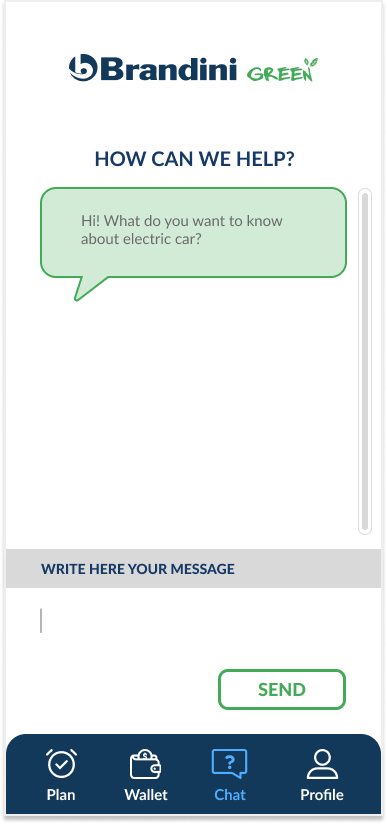 Brandini GREEN
HOW CAN WE HELP?
Hi! What do you want to know
about electric car?
WRITE HERE YOUR MESSAGE
SEND
$ ?
Plan Wallet Chat Profile